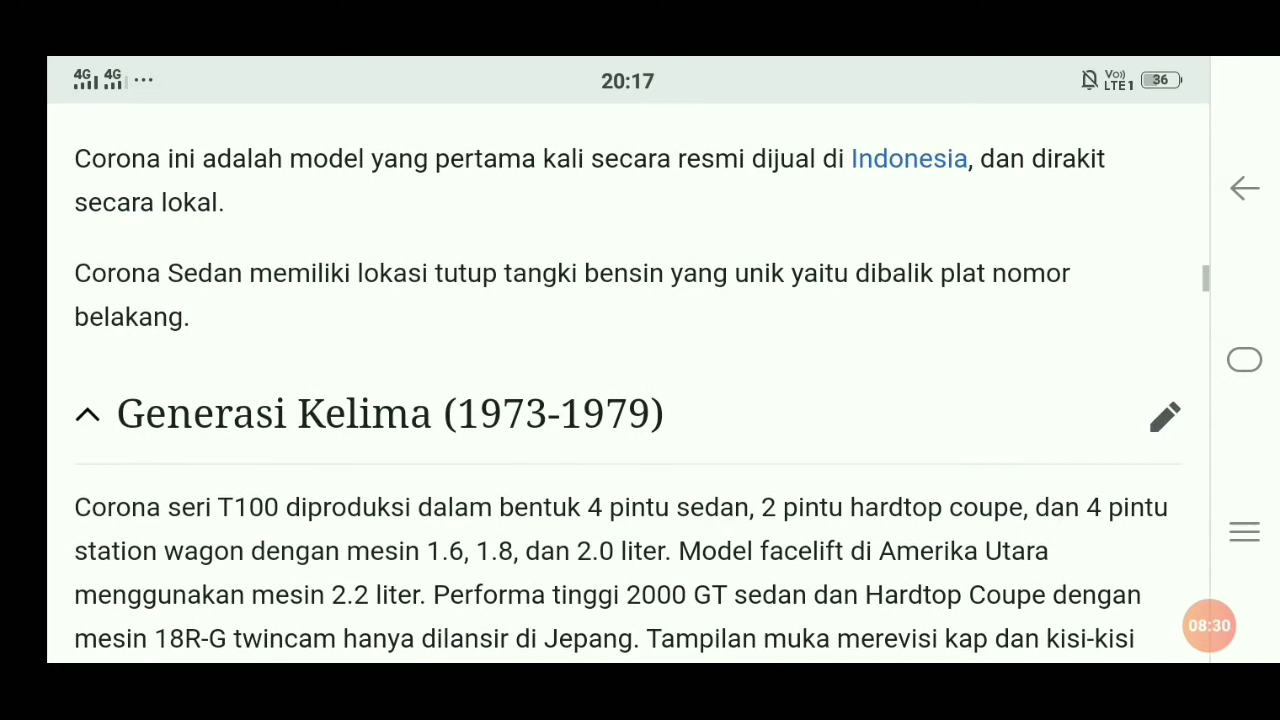 4G 4G ... 20:17 Vo)) LTE1 36
Corona ini adalah model yang pertama kali secara resmi dijual di Indonesia, dan dirakit
secara lokal.
Corona Sedan memiliki lokasi tutup tangki bensin yang unik yaitu dibalik plat nomor
belakang.
Generasi Kelima (1973-1979)
Corona seri T100 diproduksi dalam bentuk 4 pintu sedan, 2 pintu hardtop coupe, dan 4 pintu
station wagon dengan mesin 1.6, 1.8, dan 2.0 liter. Model facelift di Amerika Utara
menggunakan mesin 2.2 liter. Performa tinggi 2000 GT sedan dan Hardtop Coupe dengan
mesin 18R-G twincam hanya dilansir di Jepang. Tampilan muka merevisi kap dan kisi-kisi
08:30